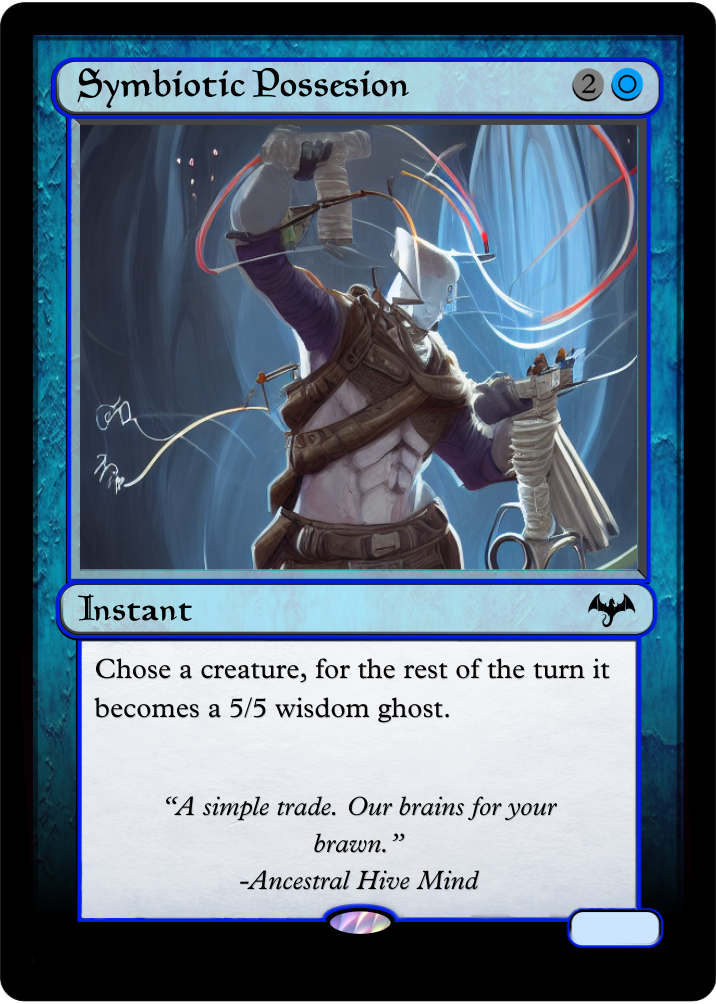 Symbiotic Possesion 2
Instant
Chose a creature, for the rest of the turn it
becomes a 5/5 wisdom ghost.
“A simple trade. Our brains for your
brawn.”
-Ancestral Hive Mind